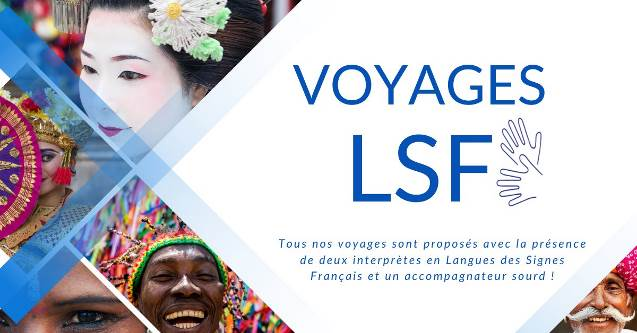 VOYAGES
LSF
Tous nos voyages sont proposés avec la présence
de deux interprètes en Langues des Signes
Français et un accompagnateur sourd !